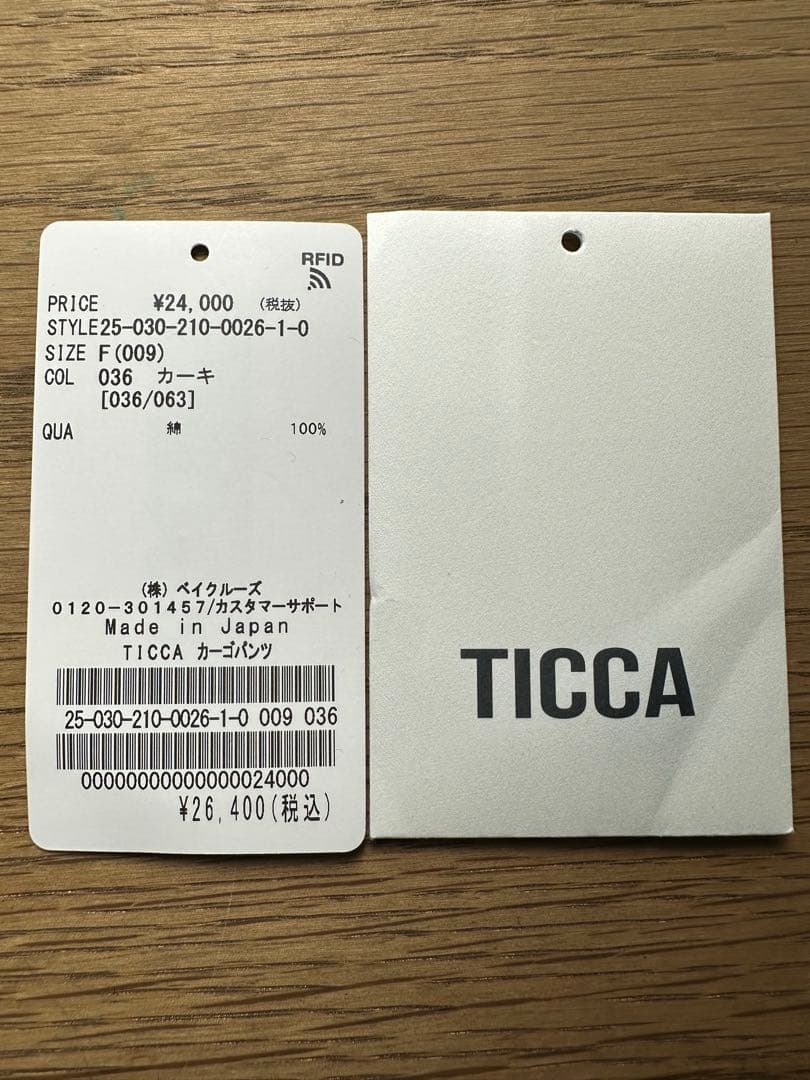 RFID
PRICE ¥24,000 (税抜)
STYLE 25-030-210-0026-1-0
SIZE F(009)
COL 036 カーキ
[036/063]
QUA 綿 100%
(株) ベイクルーズ
0120-301457/カスタマーサポート
Made in Japan
TICCA カーゴパンツ
25-030-210-0026-1-0 009 036
00000000000000024000
¥26,400(税込)
TICCA